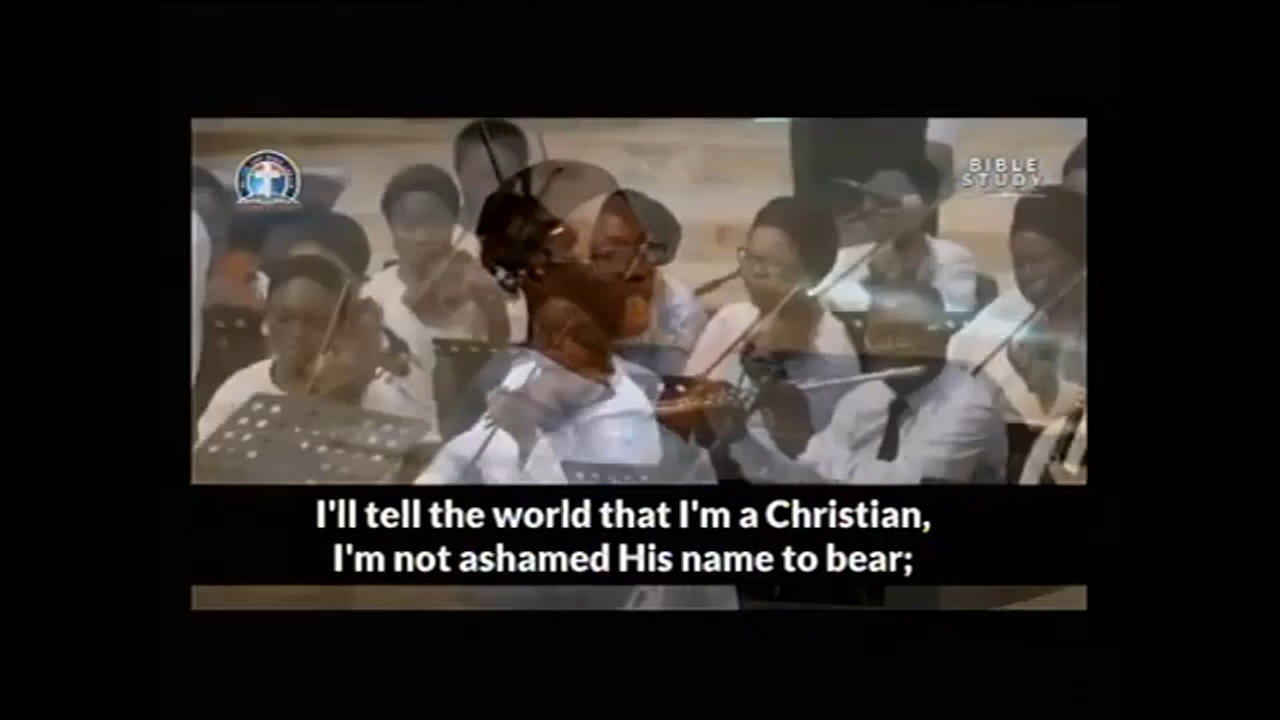 BIBLE
STUDY
I'll tell the world that I'm a Christian,
I'm not ashamed His name to bear;